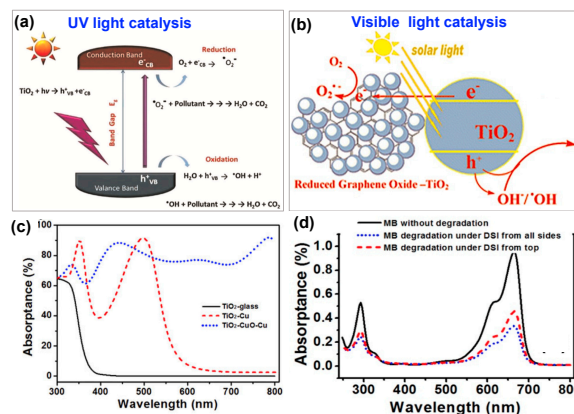 UV light catalysis
(a)
Conduction Band
e⁻CB
Reduction
O₂ + e⁻CB → •O₂⁻
TiO₂ + hν → h⁺VB+e⁻CB
•O₂⁻ + Pollutant → → → H₂O + CO₂
Band Gap Eg
Oxidation
H₂O + h⁺VB → •OH + H⁺
h⁺VB
Valance Band
•OH + Pollutant → → → H₂O + CO₂
Visible light catalysis
(b)
solar light
O₂
O₂•⁻
e⁻
e⁻
TiO₂
h⁺
Reduced Graphene Oxide –TiO₂
OH⁻/•OH
(c)
Absorptance (%)
100
80
60
40
20
0
TiO₂-glass
TiO₂-Cu
TiO₂-CuO-Cu
300 400 500 600 700 800
Wavelength (nm)
(d)
MB without degradation
MB degradation under DSI from all sides
MB degradation under DSI from top
Absorptance (%)
1.0
0.8
0.6
0.4
0.2
0.0
300 400 500 600 700 800
Wavelength (nm)